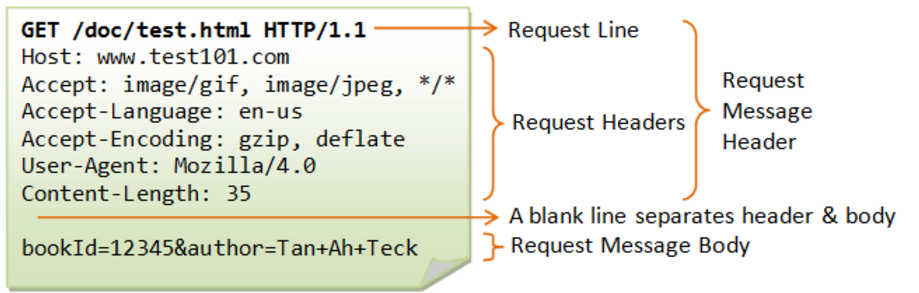 GET /doc/test.html HTTP/1.1
Host: www.test101.com
Accept: image/gif, image/jpeg, */*
Accept-Language: en-us
Accept-Encoding: gzip, deflate
User-Agent: Mozilla/4.0
Content-Length: 35
bookId=12345&author=Tan+Ah+Teck
Request Line
Request Headers
Request
Message
Header
A blank line separates header & body
Request Message Body